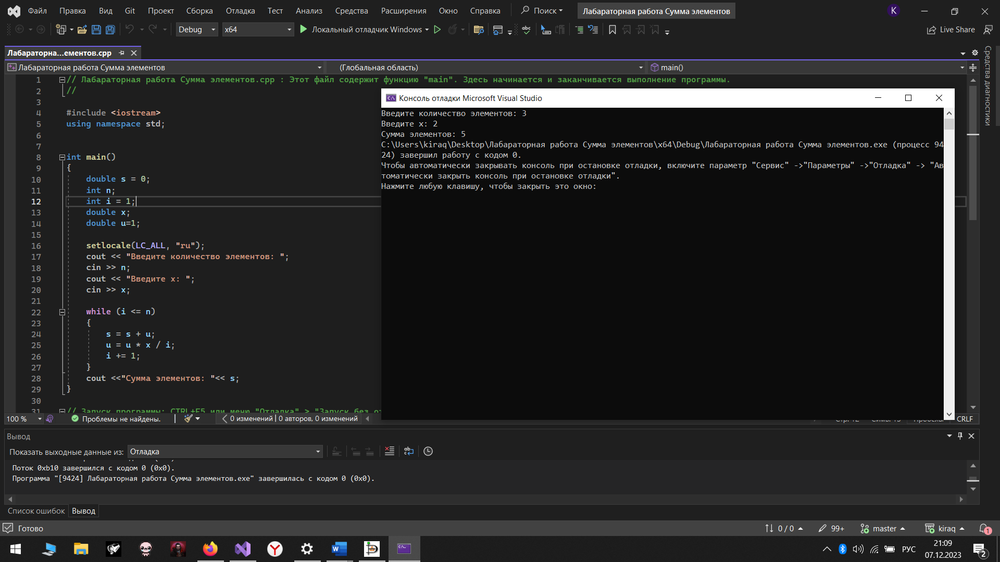 Файл Правка Вид Git Проект Сборка Отладка Тест Анализ Средства Расширения Окно Справка Поиск Лабараторная работа Сумма элементов K
Debug x64 Локальный отладчик Windows Live Share
Лабараторна...ементов.cpp
Средства диагностики
Лабараторная работа Сумма элементов (Глобальная область) main()
1 // Лабараторная работа Сумма элементов.cpp : Этот файл содержит функцию "main". Здесь начинается и заканчивается выполнение программы.
2 //
3
4 #include <iostream>
5 using namespace std;
6
7
8 int main()
9 {
10 double s = 0;
11 int n;
12 int i = 1;
13 double x;
14 double u=1;
15
16 setlocale(LC_ALL, "ru");
17 cout << "Введите количество элементов: ";
18 cin >> n;
19 cout << "Введите x: ";
20 cin >> x;
21
22 while (i <= n)
23 {
24 s = s + u;
25 u = u * x / i;
26 i += 1;
27 }
28 cout <<"Сумма элементов: "<< s;
29 }
30
31 // Запуск программы: CTRL+F5 или меню "Отладка" > "Запуск без
Консоль отладки Microsoft Visual Studio
Введите количество элементов: 3
Введите x: 2
Сумма элементов: 5
C:\Users\kiraq\Desktop\Лабараторная работа Сумма элементов\x64\Debug\Лабараторная работа Сумма элементов.exe (процесс 94
24) завершил работу с кодом 0.
Чтобы автоматически закрывать консоль при остановке отладки, включите параметр "Сервис" ->"Параметры" ->"Отладка" -> "Ав
томатически закрыть консоль при остановке отладки".
Нажмите любую клавишу, чтобы закрыть это окно:
100 % Проблемы не найдены. 0 изменений | 0 авторов, 0 изменений CRLF
Вывод
Показать выходные данные из: Отладка
Поток 0xb10 завершился с кодом 0 (0x0).
Программа "[9424] Лабараторная работа Сумма элементов.exe" завершилась с кодом 0 (0x0).
Список ошибок Вывод
Готово 0 / 0 99+ master kiraq 1
РУС 21:09
07.12.2023 2